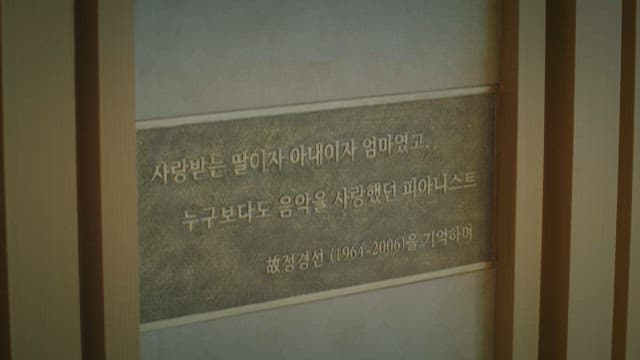 사랑받는 딸이자 아내이자 엄마였고,
누구보다도 음악을 사랑했던 피아니스트
故정경선 (1964-2006)을 기억하며